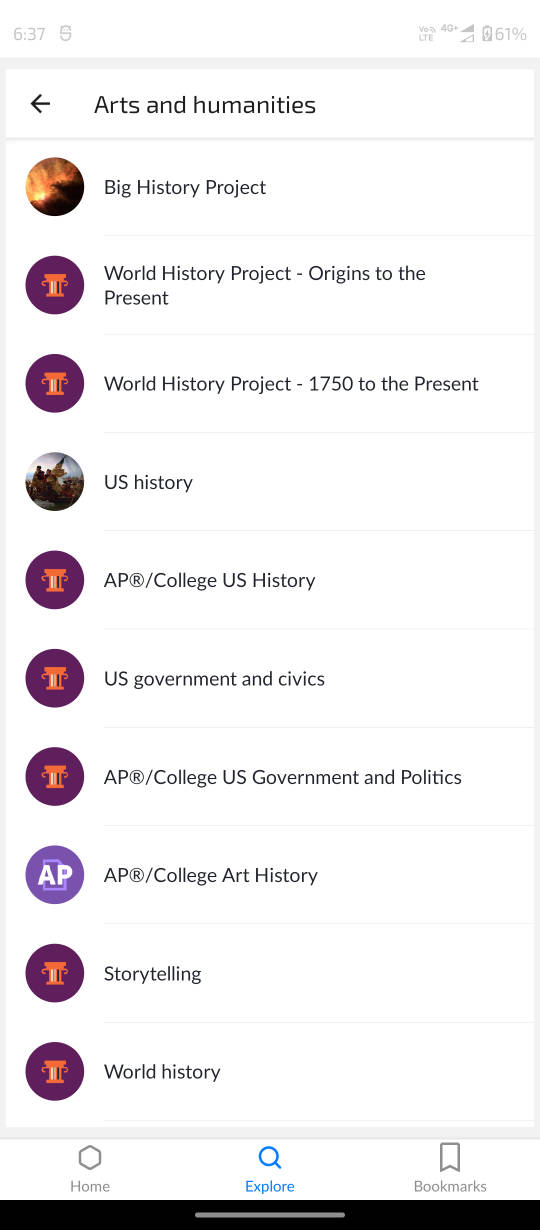 6:37
Vo LTE 4G+ 61%
Arts and humanities
Big History Project
World History Project - Origins to the
Present
World History Project - 1750 to the Present
US history
AP®/College US History
US government and civics
AP®/College US Government and Politics
AP
AP®/College Art History
Storytelling
World history
Home
Explore
Bookmarks